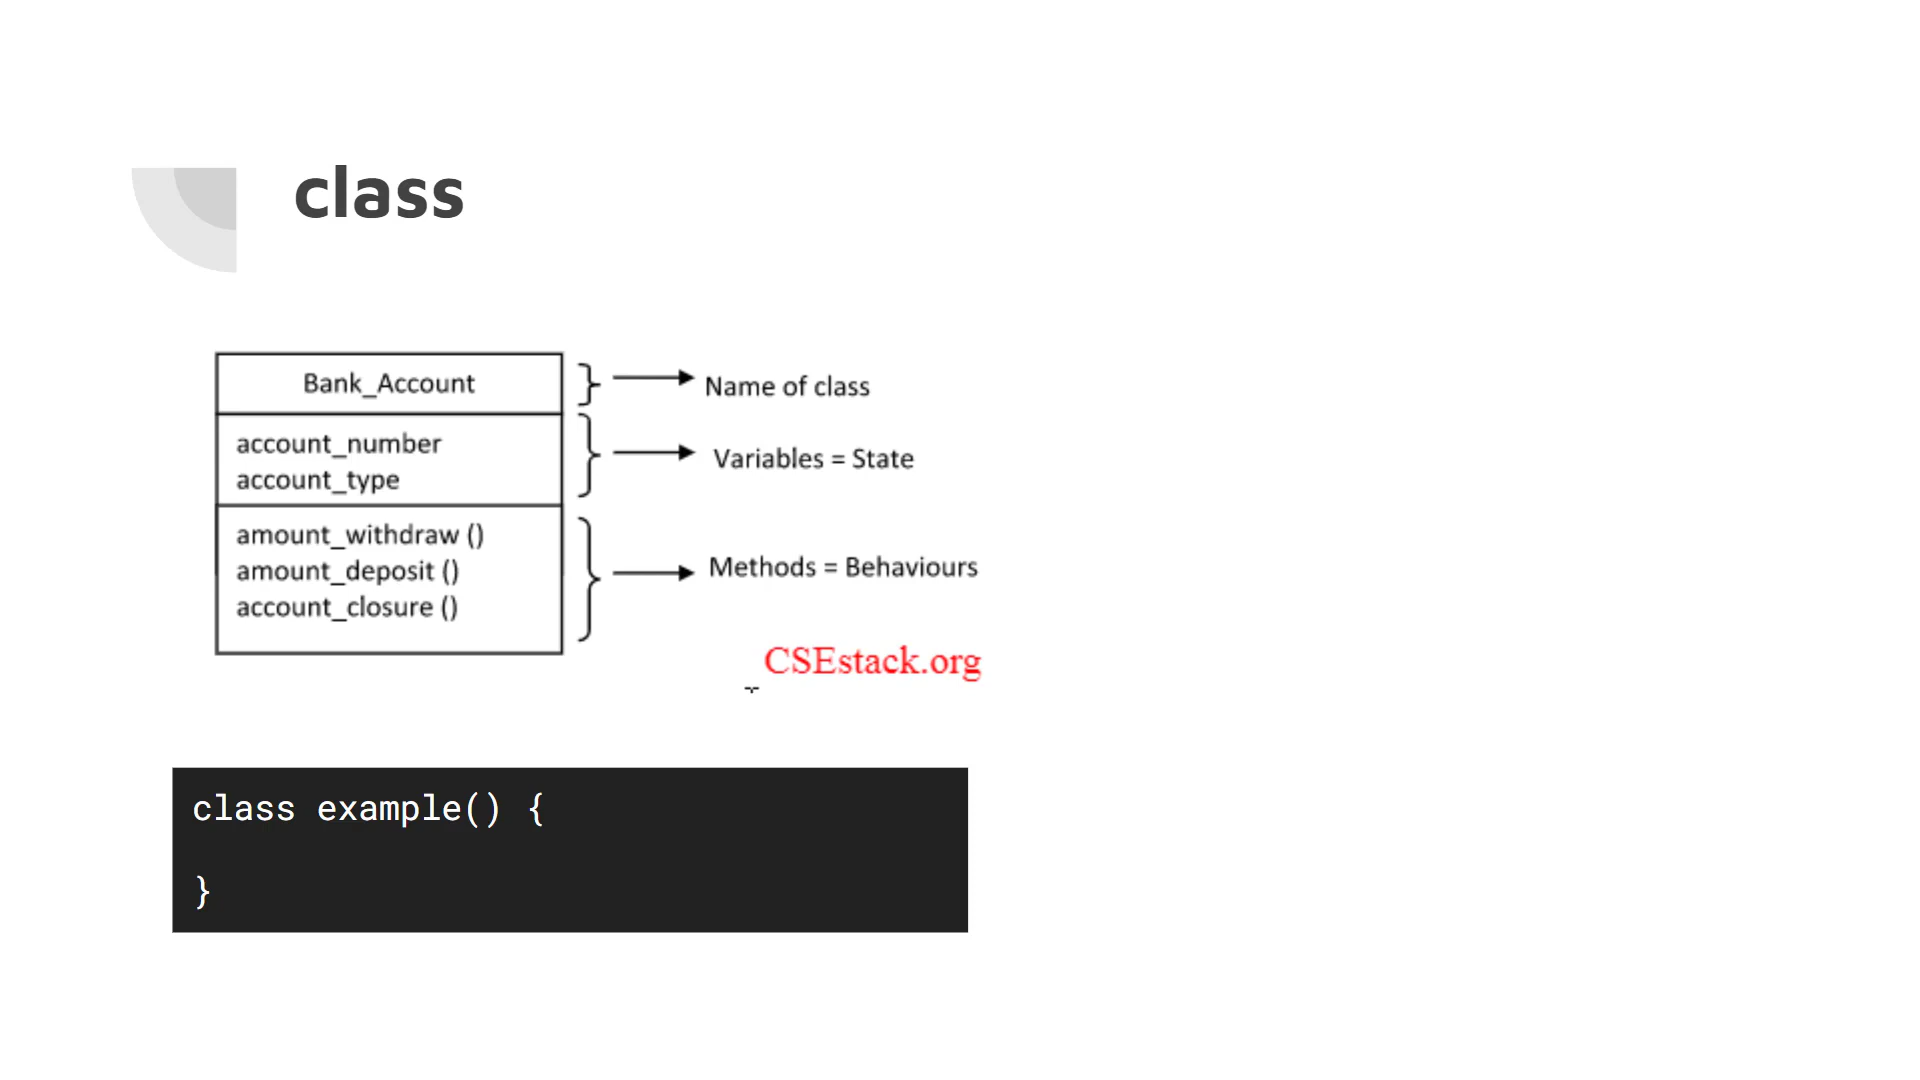 class
Bank_Account
Name of class
account_number
account_type
Variables = State
amount_withdraw ()
amount_deposit ()
account_closure ()
Methods = Behaviours
CSEstack.org
class example() {
}